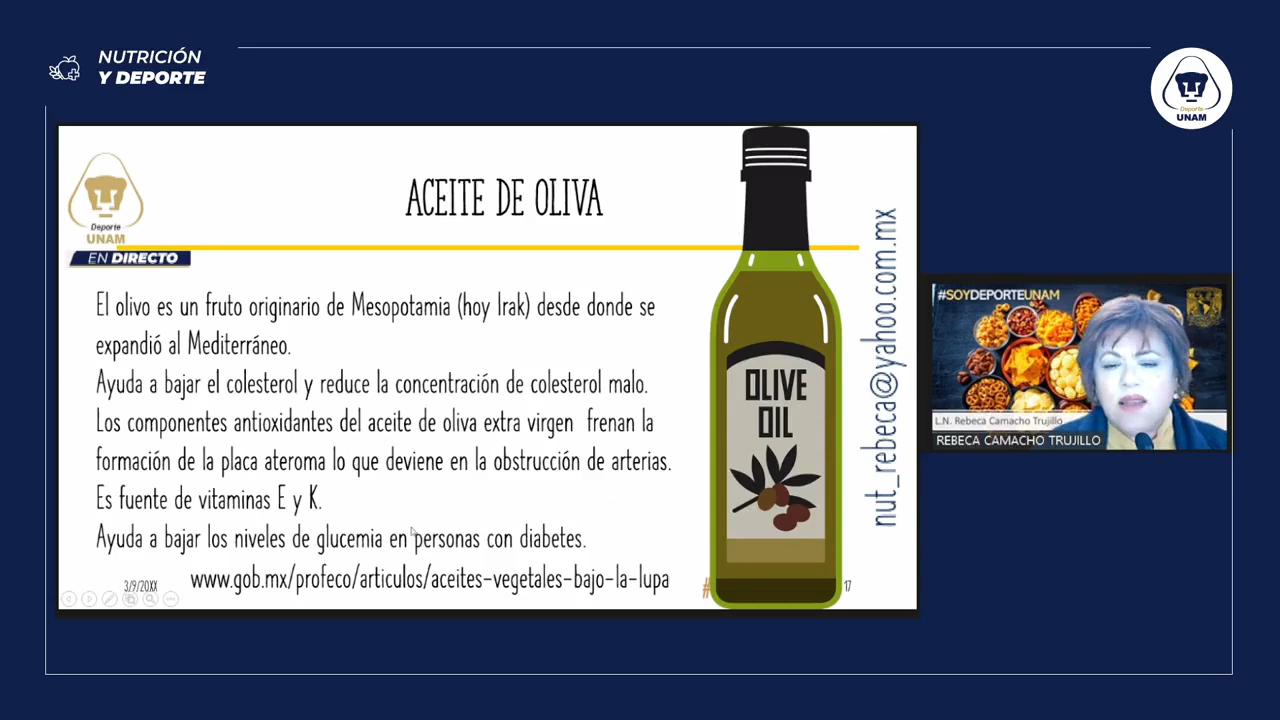 NUTRICIÓN
Y DEPORTE
Deporte
UNAM
Deporte
UNAM
EN DIRECTO
ACEITE DE OLIVA
El olivo es un fruto originario de Mesopotamia (hoy Irak) desde donde se
expandió al Mediterráneo.
Ayuda a bajar el colesterol y reduce la concentración de colesterol malo.
Los componentes antioxidantes del aceite de oliva extra virgen frenan la
formación de la placa ateroma lo que deviene en la obstrucción de arterias.
Es fuente de vitaminas E y K.
Ayuda a bajar los niveles de glucemia en personas con diabetes.
www.gob.mx/profeco/articulos/aceites-vegetales-bajo-la-lupa
3/9/20XX
#
17
OLIVE
OIL
nut_rebeca@yahoo.com.mx
#SOYDEPORTEUNAM
L.N. Rebeca Camacho Trujillo
REBECA CAMACHO TRUJILLO